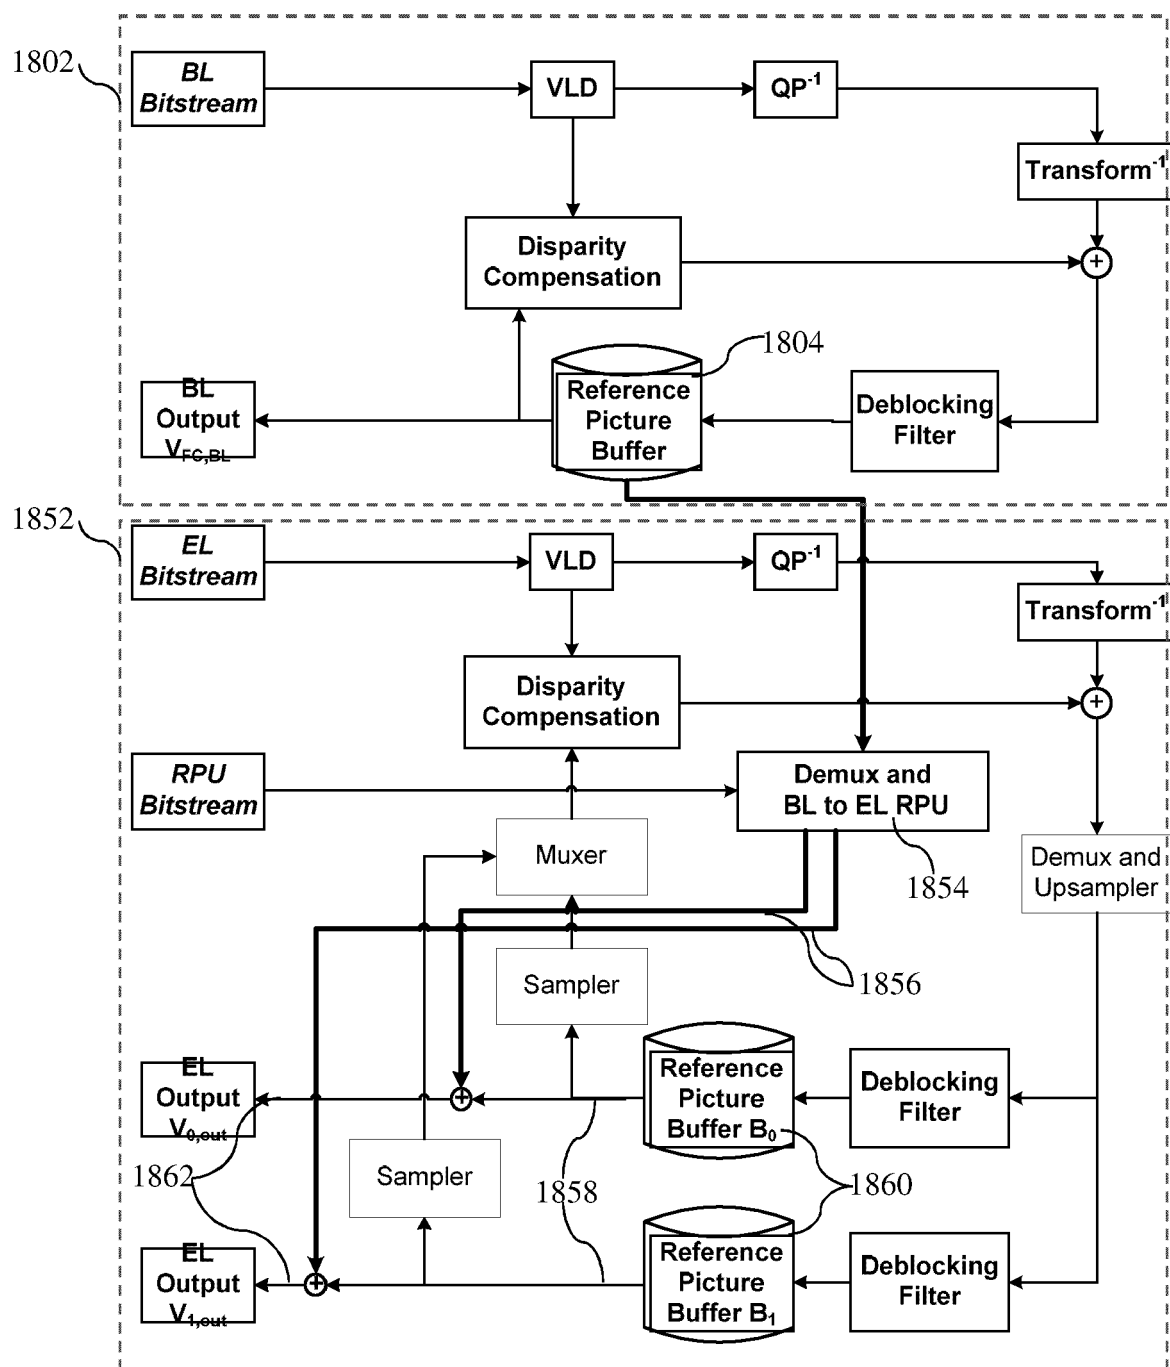 1802
BL
Bitstream
VLD
QP-1
Transform-1
Disparity
Compensation
+
1804
BL
Output
VFC,BL
Reference
Picture
Buffer
Deblocking
Filter
1852
EL
Bitstream
VLD
QP-1
Transform-1
Disparity
Compensation
+
RPU
Bitstream
Demux and
BL to EL RPU
Muxer
1854
Demux and
Upsampler
Sampler
1856
EL
Output
V0,out
+
Reference
Picture
Buffer B0
Deblocking
Filter
1862
Sampler
1858
1860
EL
Output
V1,out
+
Reference
Picture
Buffer B1
Deblocking
Filter